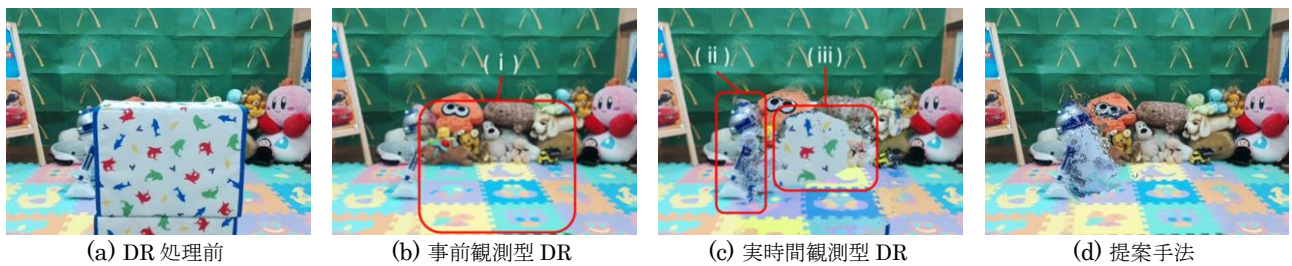 (i)
(ii)
(iii)
(a) DR 処理前
(b) 事前観測型 DR
(c) 実時間観測型 DR
(d) 提案手法